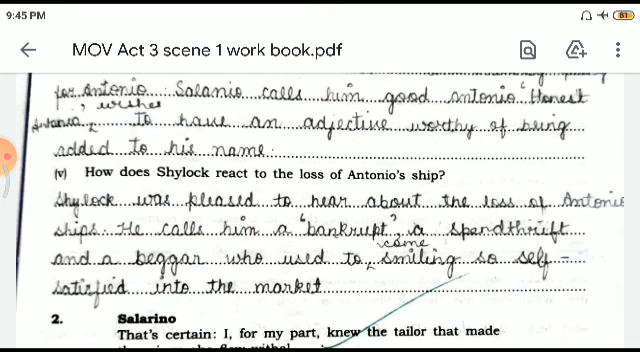 9:45 PM
81
MOV Act 3 scene 1 work book.pdf
for Antonio. Salanio calls him good Antonio "Honest
, wishes
Antonio, To have an adjective worthy of being
added to his name.
(v) How does Shylock react to the loss of Antonio's ship?
Shylock was pleased to hear about the loss of Antonio
ships. He calls him a "bankrupt", a spendthrift
come
and a beggar who used to smiling so self-
satisfied into the market
2. Salarino
That's certain: I, for my part, knew the tailor that made